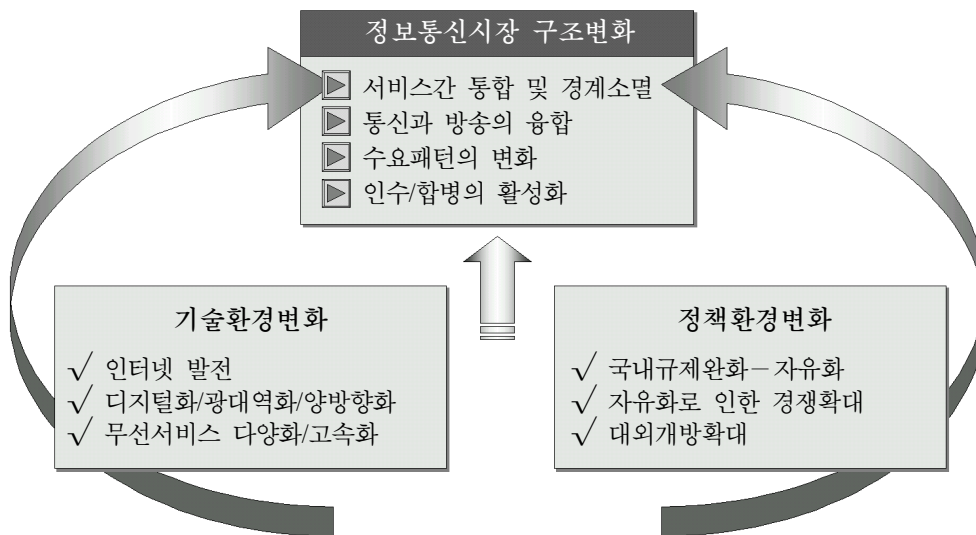 정보통신시장 구조변화
서비스간 통합 및 경계소멸
통신과 방송의 융합
수요패턴의 변화
인수/합병의 활성화
기술환경변화
√ 인터넷 발전
√ 디지털화/광대역화/양방향화
√ 무선서비스 다양화/고속화
정책환경변화
√ 국내규제완화－자유화
√ 자유화로 인한 경쟁확대
√ 대외개방확대